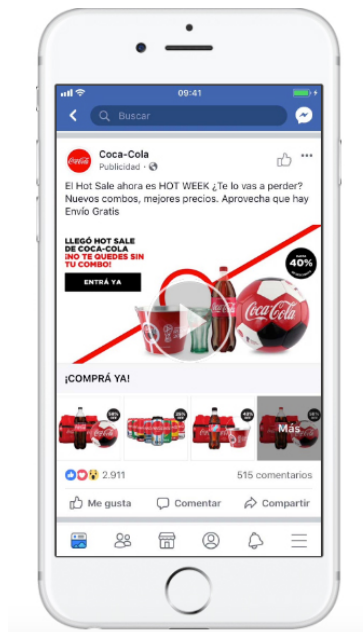 09:41
Buscar
Coca-Cola
Coca-Cola
Publicidad ·
El Hot Sale ahora es HOT WEEK ¿Te lo vas a perder?
Nuevos combos, mejores precios. Aprovecha que hay
Envío Gratis
LLEGÓ HOT SALE
DE COCA-COLA
¡NO TE QUEDES SIN
TU COMBO!
ENTRÁ YA
40%
Coca-Cola
¡COMPRÁ YA!
Más
2.911
515 comentarios
Me gusta
Comentar
Compartir